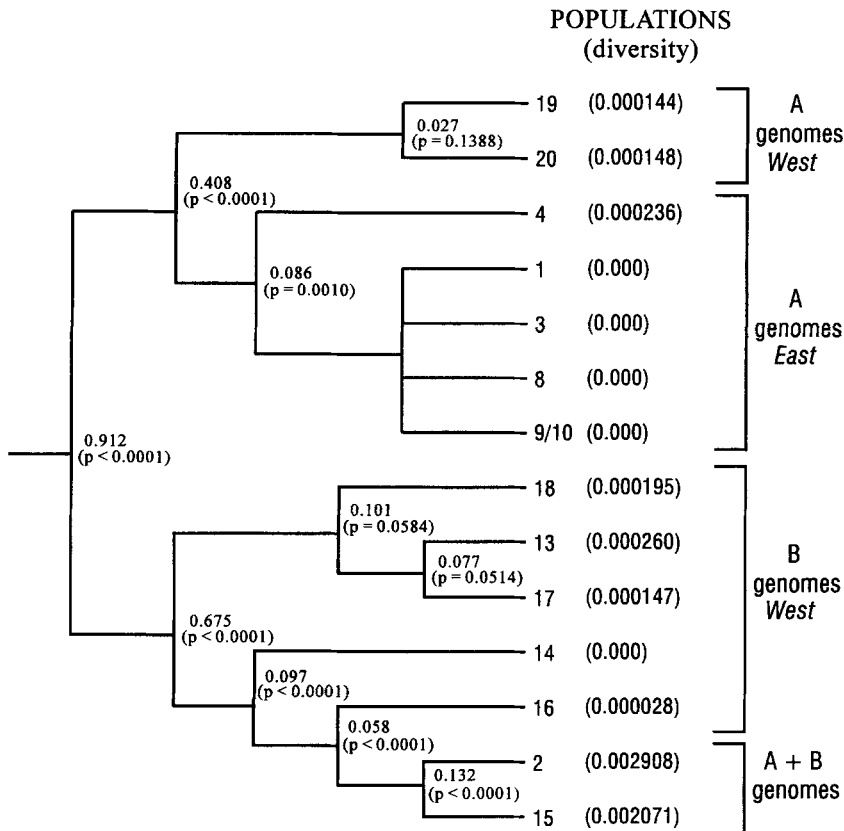 POPULATIONS
(diversity)
19 (0.000144)
0.027
(p = 0.1388)
20 (0.000148)
A
genomes
West
0.408
(p < 0.0001)
4 (0.000236)
0.086
(p = 0.0010)
1 (0.000)
3 (0.000)
8 (0.000)
9/10 (0.000)
A
genomes
East
0.912
(p < 0.0001)
18 (0.000195)
0.101
(p = 0.0584)
13 (0.000260)
0.077
(p = 0.0514)
17 (0.000147)
B
genomes
West
0.675
(p < 0.0001)
14 (0.000)
0.097
(p < 0.0001)
16 (0.000028)
0.058
(p < 0.0001)
2 (0.002908)
0.132
(p < 0.0001)
15 (0.002071)
A + B
genomes